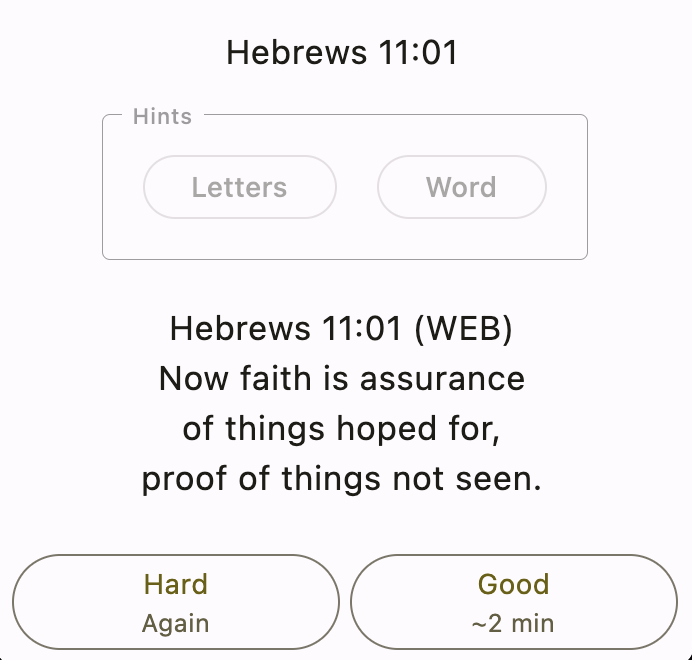 Hebrews 11:01
Hints
Letters
Word
Hebrews 11:01 (WEB)
Now faith is assurance
of things hoped for,
proof of things not seen.
Hard
Again
Good
~2 min